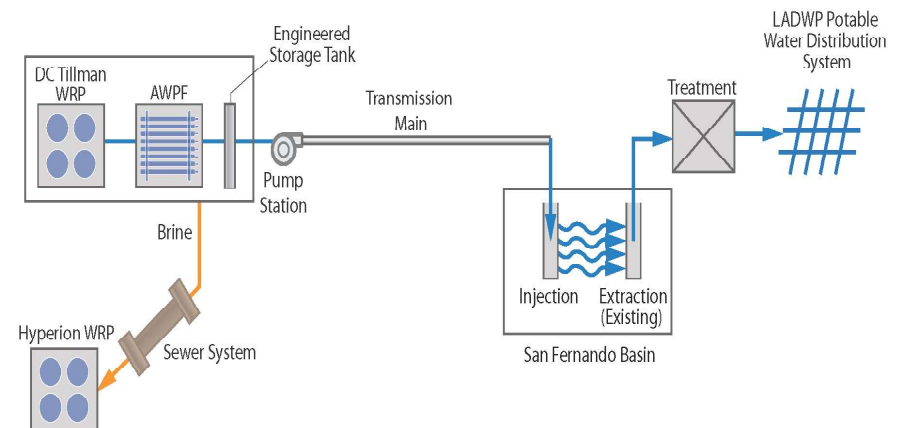 LADWP Potable
Water Distribution
System
Engineered
Storage Tank
DC Tillman
WRP
AWPF
Transmission
Main
Treatment
Pump
Station
Brine
Injection
Extraction
(Existing)
San Fernando Basin
Hyperion WRP
Sewer System